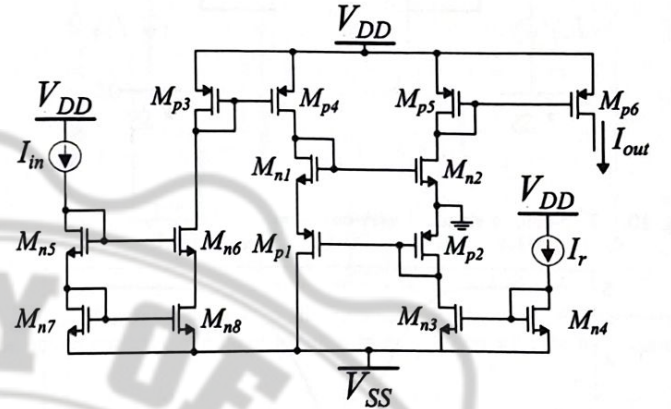 V_DD
M_p3
M_p4
M_p5
M_p6
V_DD
I_in
I_out
M_n1
M_n2
V_DD
M_n5
M_n6
M_p1
M_p2
I_r
M_n7
M_n8
M_n3
M_n4
V_SS
Y OF